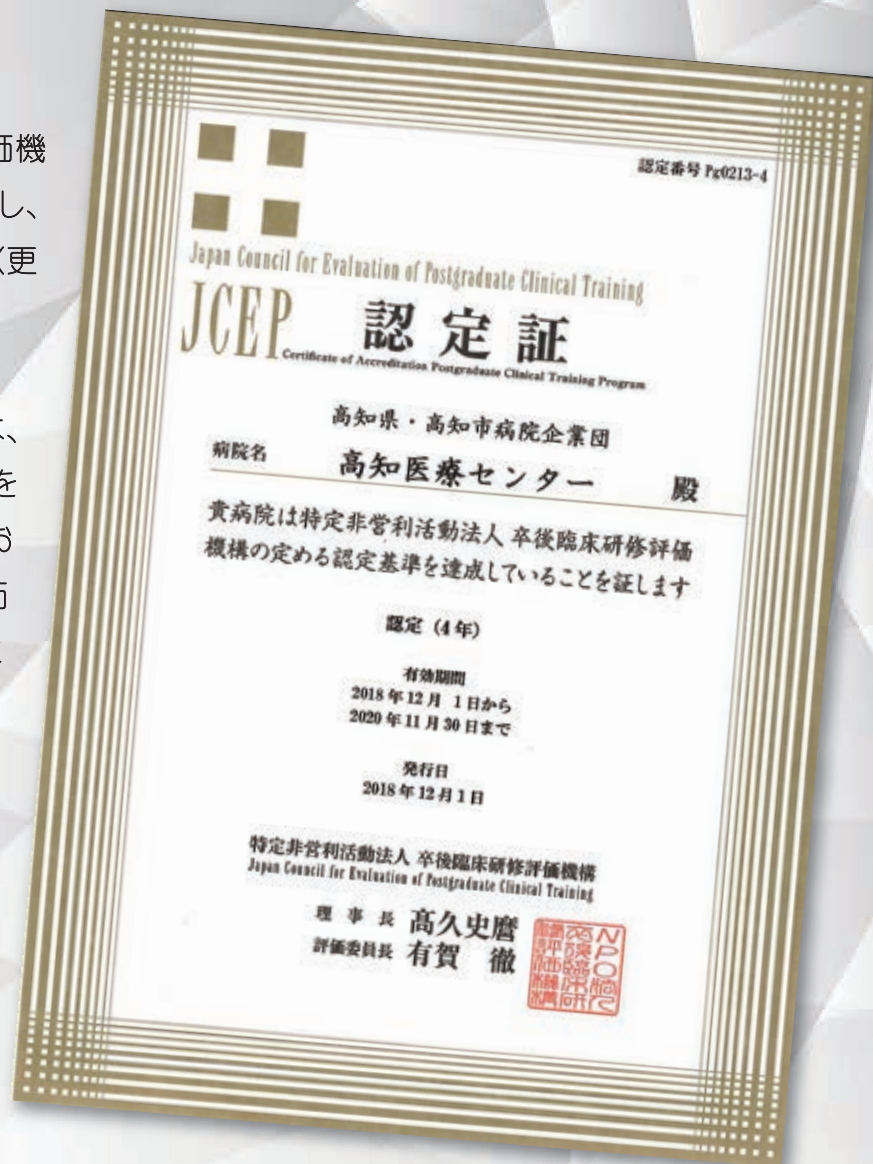 価機
し、
更
を
認定番号 Pg0213-4
Japan Council for Evaluation of Postgraduate Clinical Training
JCEP 認定証
Certificate of Accreditation Postgraduate Clinical Training Program
高知県・高知市病院企業団
病院名 高知医療センター 殿
貴病院は特定非営利活動法人 卒後臨床研修評価
機構の定める認定基準を達成していることを証します
認定（4年）
有効期間
2018年12月 1日から
2020年11月30日まで
発行日
2018年12月1日
特定非営利活動法人 卒後臨床研修評価機構
Japan Council for Evaluation of Postgraduate Clinical Training
理事長 髙久史麿
評価委員長 有賀 徹